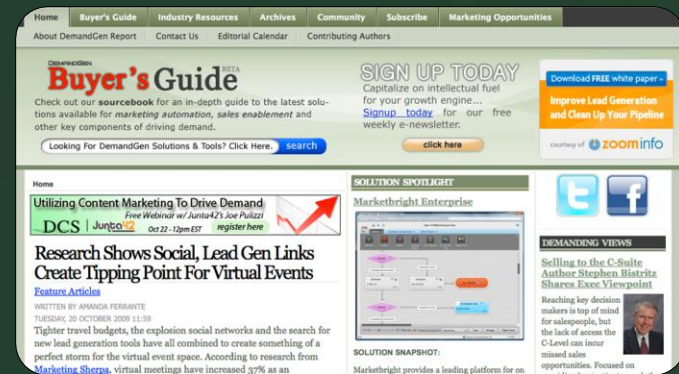 Home
Buyer's Guide
Industry Resources
Archives
Community
Subscribe
Marketing Opportunities
About DemandGen Report
Contact Us
Editorial Calendar
Contributing Authors
DEMANDGEN
Buyer's Guide BETA
Check out our sourcebook for an in-depth guide to the latest solu-
tions available for marketing automation, sales enablement and
other key components of driving demand.
Looking For DemandGen Solutions & Tools? Click Here.
search
SIGN UP TODAY
Capitalize on intellectual fuel
for your growth engine...
Signup today for our free
weekly e-newsletter.
click here
Download FREE white paper
Improve Lead Generation
and Clean Up Your Pipeline
courtesy of zoominfo
Home
Utilizing Content Marketing To Drive Demand
Free Webinar w/ Junta42's Joe Pulizzi
DCS | Junta42 Oct 22 - 12pm EST register here
Research Shows Social, Lead Gen Links
Create Tipping Point For Virtual Events
Feature Articles
WRITTEN BY AMANDA FERRANTE
TUESDAY, 20 OCTOBER 2009 11:59
Tighter travel budgets, the explosion social networks and the search for
new lead generation tools have all combined to create something of a
perfect storm for the virtual event space. According to research from
Marketing Sherpa, virtual meetings have increased 37% as an
SOLUTION SPOTLIGHT
Marketbright Enterprise
SOLUTION SNAPSHOT:
Marketbright provides a leading platform for on
DEMANDING VIEWS
Selling to the C-Suite
Author Stephen Bistritz
Shares Exec Viewpoint
Reaching key decision
makers is top of mind
for salespeople, but
the lack of access the
C-Level can incur
missed sales
opportunities. Focused on